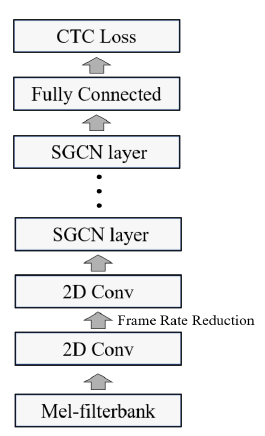 CTC Loss
Fully Connected
SGCN layer
SGCN layer
2D Conv
Frame Rate Reduction
2D Conv
Mel-filterbank